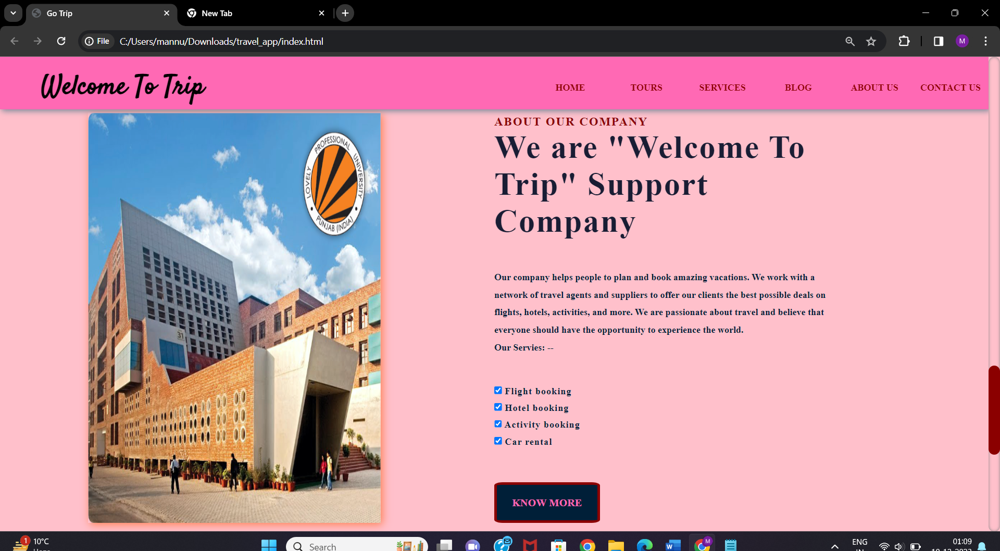 Go Trip
New Tab
File
C:/Users/mannu/Downloads/travel_app/index.html
M
Welcome To Trip
HOME
TOURS
SERVICES
BLOG
ABOUT US
CONTACT US
LOVELY PROFESSIONAL UNIVERSITY
PUNJAB (INDIA)
31
ABOUT OUR COMPANY
We are "Welcome To
Trip" Support
Company
Our company helps people to plan and book amazing vacations. We work with a
network of travel agents and suppliers to offer our clients the best possible deals on
flights, hotels, activities, and more. We are passionate about travel and believe that
everyone should have the opportunity to experience the world.
Our Servies: --
Flight booking
Hotel booking
Activity booking
Car rental
KNOW MORE
1
10°C
Haze
Search
W
M
ENG
IN
01:09